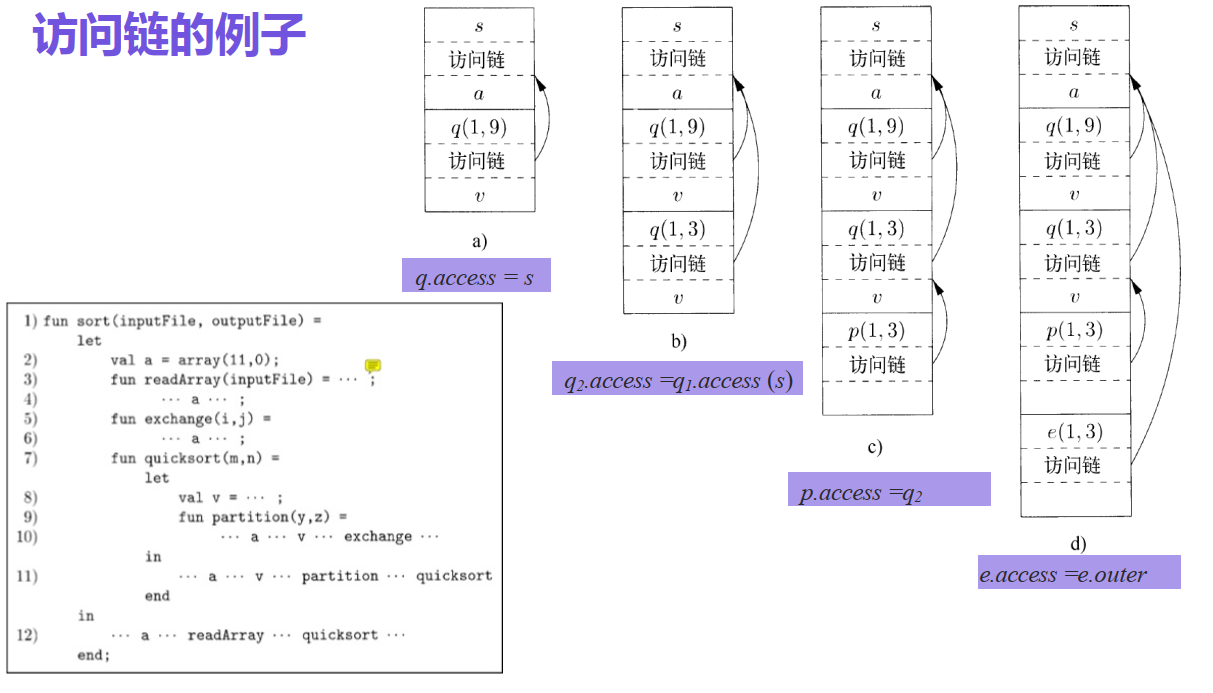 访问链的例子
s
访问链
a
q(1, 9)
访问链
v
a)
q.access = s
s
访问链
a
q(1, 9)
访问链
v
q(1, 3)
访问链
v
b)
q2.access =q1.access (s)
s
访问链
a
q(1, 9)
访问链
v
q(1, 3)
访问链
v
p(1, 3)
访问链
c)
p.access =q2
s
访问链
a
q(1, 9)
访问链
v
q(1, 3)
访问链
v
p(1, 3)
访问链
e(1, 3)
访问链
d)
e.access =e.outer
1) fun sort(inputFile, outputFile) =
let
2) val a = array(11,0);
3) fun readArray(inputFile) = ··· ;
4) ··· a ··· ;
5) fun exchange(i,j) =
6) ··· a ··· ;
7) fun quicksort(m,n) =
let
8) val v = ··· ;
9) fun partition(y,z) =
10) ··· a ··· v ··· exchange ···
in
11) ··· a ··· v ··· partition ··· quicksort
end
in
12) ··· a ··· readArray ··· quicksort ···
end;